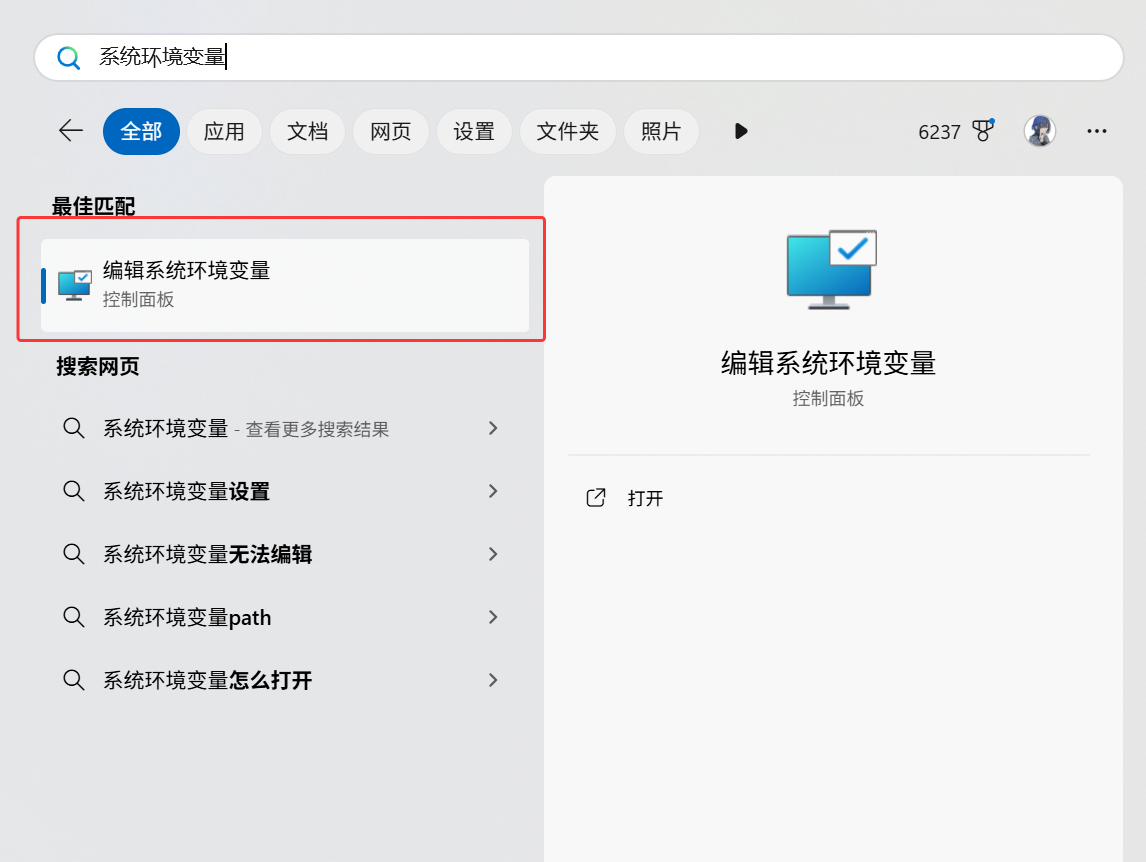 系统环境变量
全部 应用 文档 网页 设置 文件夹 照片 6237
最佳匹配
编辑系统环境变量
控制面板
搜索网页
系统环境变量 - 查看更多搜索结果
系统环境变量设置
系统环境变量无法编辑
系统环境变量path
系统环境变量怎么打开
编辑系统环境变量
控制面板
打开